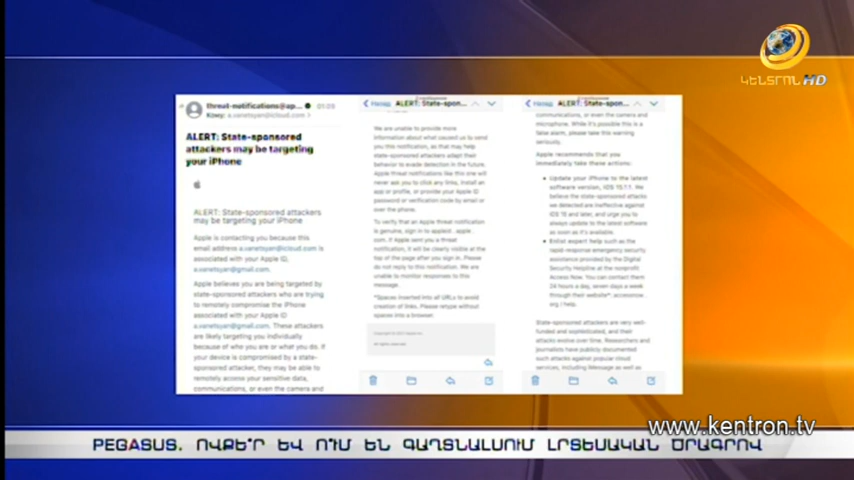 ԿԵՆՏՐՈՆ HD
threat-notifications@ap... 01:09
Кому: a.vanetsyan@icloud.com >
ALERT: State-sponsored
attackers may be targeting
your iPhone
ALERT: State-sponsored attackers
may be targeting your iPhone
Apple is contacting you because this
email address a.vanetsyan@icloud.com is
associated with your Apple ID,
a.vanetsyan@gmail.com.
Apple believes you are being targeted by
state-sponsored attackers who are trying
to remotely compromise the iPhone
associated with your Apple ID
a.vanetsyan@gmail.com. These attackers
are likely targeting you individually
because of who you are or what you do. If
your device is compromised by a state-
sponsored attacker, they may be able to
remotely access your sensitive data,
communications, or even the camera and
Назад ALERT: State-spon...
We are unable to provide more
information about what caused us to send
you this notification, as that may help
state-sponsored attackers adapt their
behavior to evade detection in the future.
Apple threat notifications like this one will
never ask you to click any links, install an
app or profile, or provide your Apple ID
password or verification code by email or
over the phone.
To verify that an Apple threat notification
is genuine, sign in to appleid . apple .
com. If Apple sent you a threat
notification, it will be clearly visible at the
top of the page after you sign in. Please
do not reply to this notification. We are
unable to monitor responses to this
message.
*Spaces inserted into all URLs to avoid
creation of links. Please retype without
spaces into a browser.
All rights reserved.
Назад ALERT: State-spon...
communications, or even the camera and
microphone. While it's possible this is a
false alarm, please take this warning
seriously.
Apple recommends that you
immediately take these actions:
• Update your iPhone to the latest
software version, iOS 15.1.1. We
believe the state-sponsored attacks
we detected are ineffective against
iOS 15 and later, and urge you to
always update to the latest software
as soon as it's available.
• Enlist expert help such as the
rapid-response emergency security
assistance provided by the Digital
Security Helpline at the nonprofit
Access Now. You can contact them
24 hours a day, seven days a week
through their website*: accessnow .
org / help.
State-sponsored attackers are very well-
funded and sophisticated, and their
attacks evolve over time. Researchers and
journalists have publicly documented
such attacks against popular cloud
services, including iMessage as well as
www.kentron.tv
PEGASUS. ՈՎՔԵ՞Ր ԵՎ Ո՞ՒՄ ԵՆ ԳԱՂՏՆԱԼՍՈՒՄ ԼՐՏԵՍԱԿԱՆ ԾՐԱԳՐՈՎ